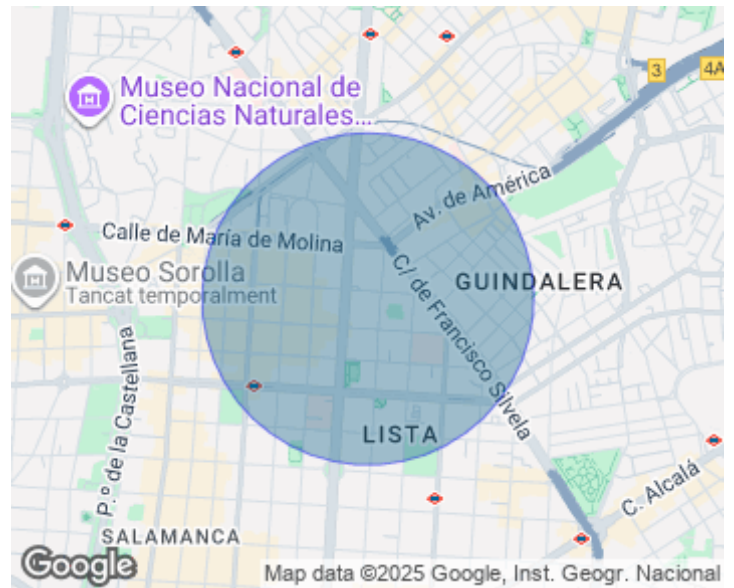 3
4A
Museo Nacional de
Ciencias Naturales...
Av. de América
Calle de María de Molina
Museo Sorolla
Tancat temporalment
GUINDALERA
C/ de Francisco Silvela
P.º de la Castellana
LISTA
C. Alcalá
SALAMANCA
Google
Map data ©2025 Google, Inst. Geogr. Nacional